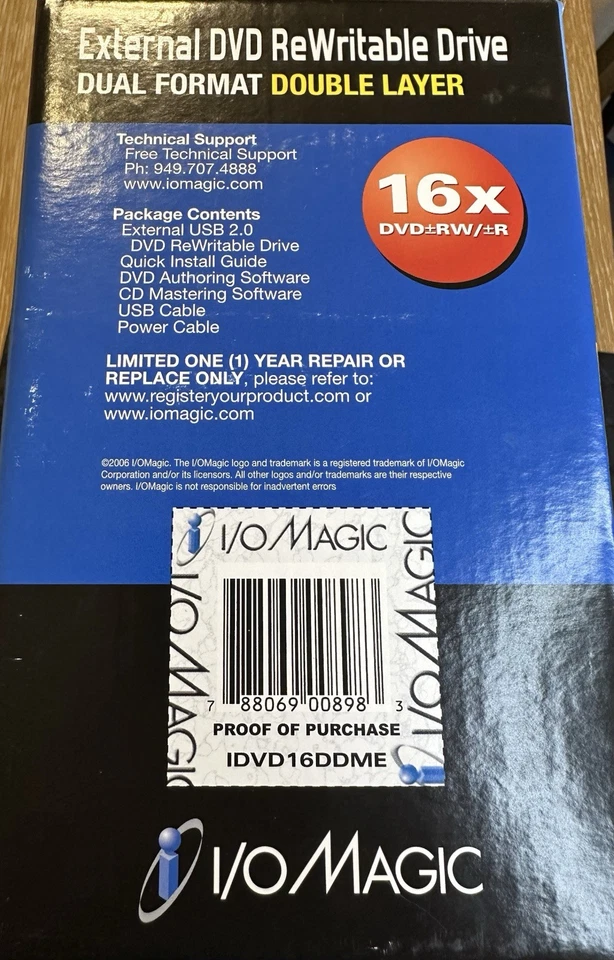 External DVD ReWritable Drive
DUAL FORMAT DOUBLE LAYER
Technical Support
Free Technical Support
Ph: 949.707.4888
www.iomagic.com
16x
DVD±RW/±R
Package Contents
External USB 2.0
DVD ReWritable Drive
Quick Install Guide
DVD Authoring Software
CD Mastering Software
USB Cable
Power Cable
LIMITED ONE (1) YEAR REPAIR OR
REPLACE ONLY, please refer to:
www.registeryourproduct.com or
www.iomagic.com
©2006 I/OMagic. The I/OMagic logo and trademark is a registered trademark of I/OMagic
Corporation and/or its licensors. All other logos and/or trademarks are their respective
owners. I/OMagic is not responsible for inadvertent errors
I/OMAGIC
I/OMAGIC
I/OMAGIC
7 88069 00898 3
PROOF OF PURCHASE
IDVD16DDME
I/OMAGIC